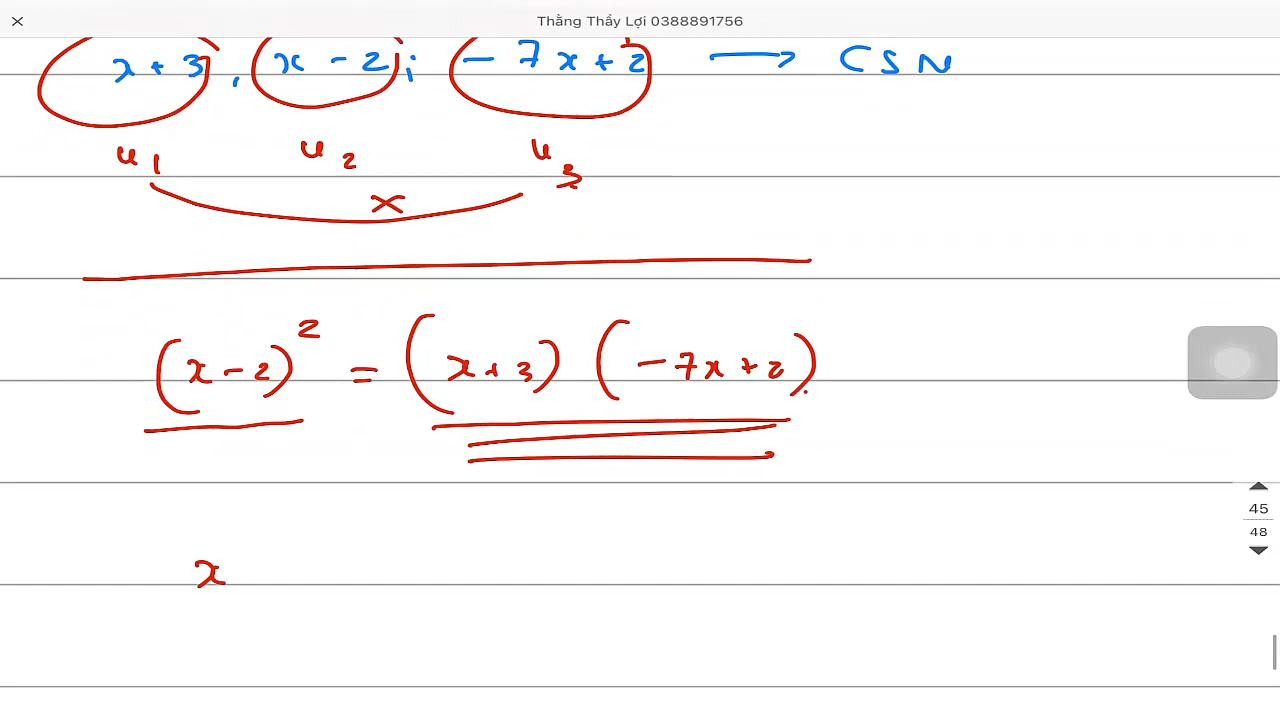 Thằng Thầy Lợi 0388891756
x + 3, x - 2; - 7x + 2 → CSN
u1 u2 u3
x
(x - 2)² = (x + 3)(-7x + 2)
45
48
x